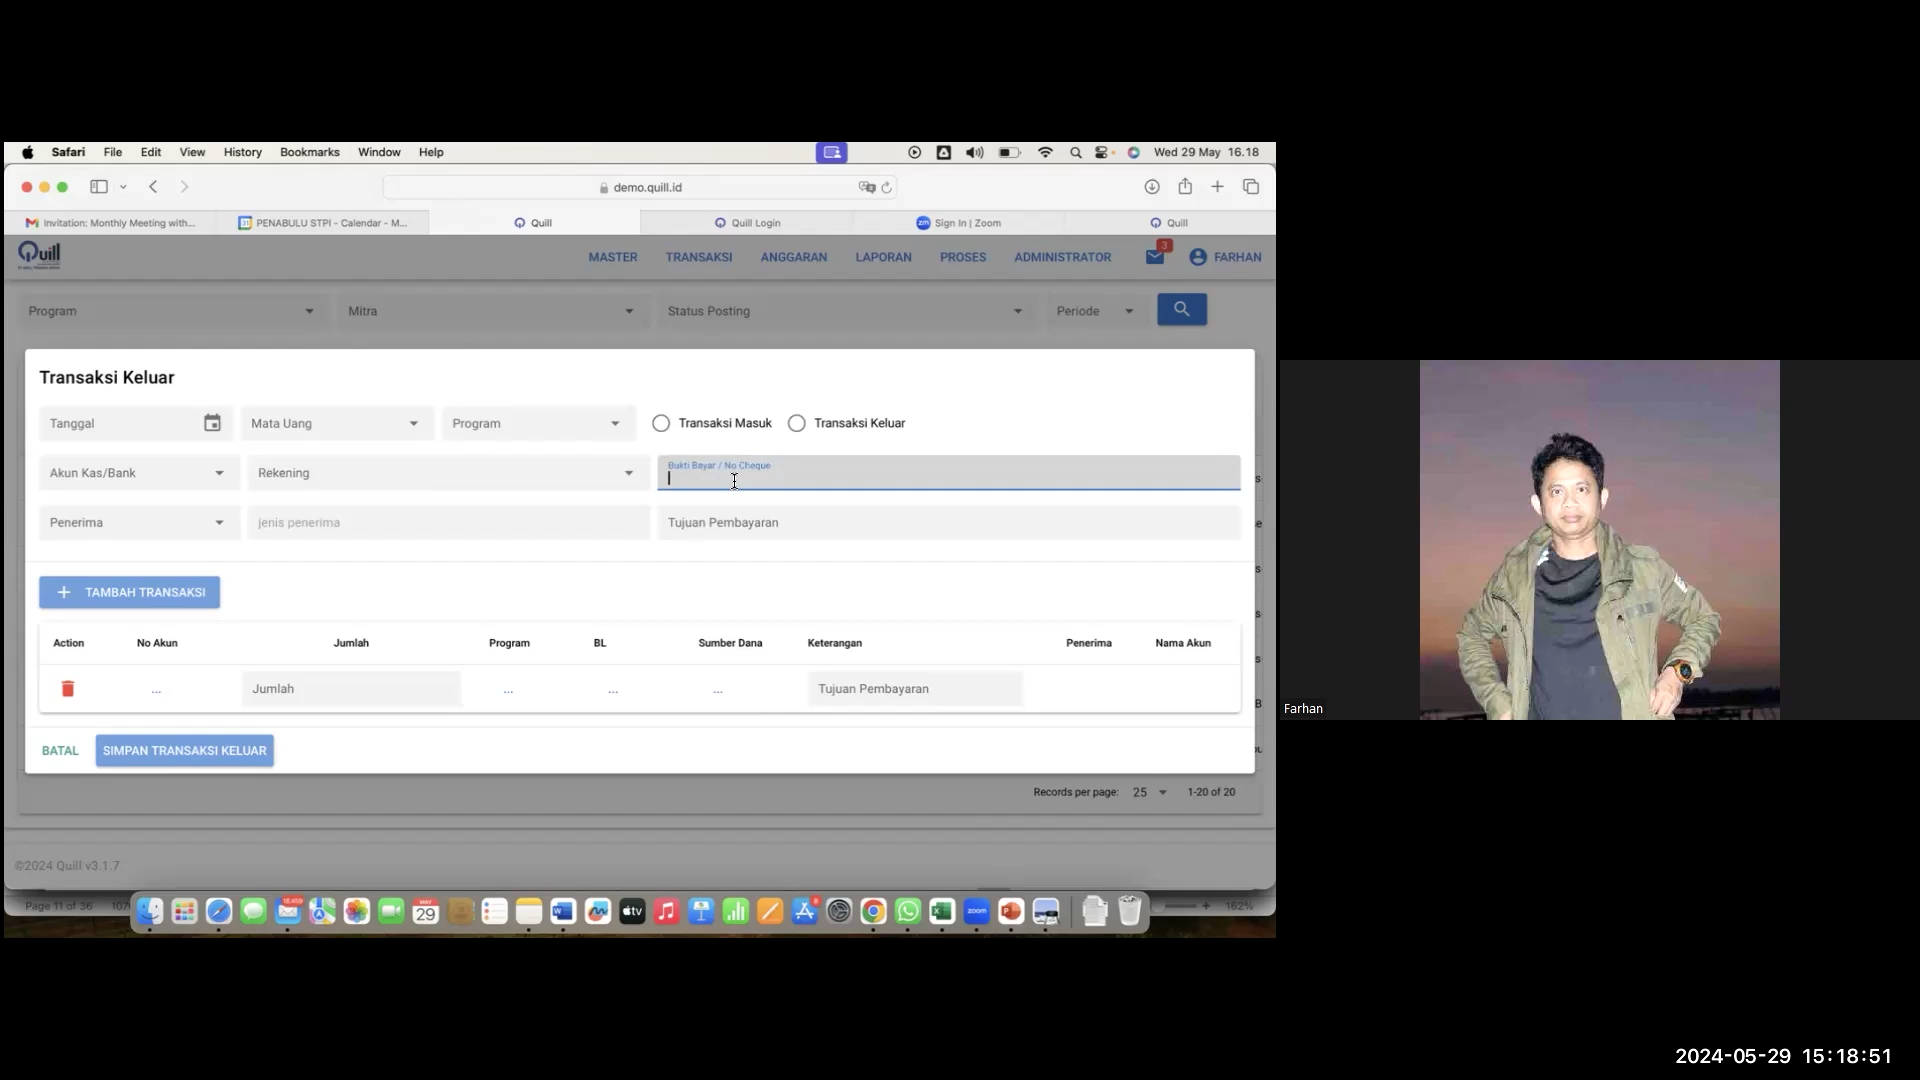 Safari File Edit View History Bookmarks Window Help Wed 29 May 16.18
demo.quill.id
Invitation: Monthly Meeting with... PENABULU STPI - Calendar - M... Quill Quill Login Sign In | Zoom Quill
Quill MASTER TRANSAKSI ANGGARAN LAPORAN PROSES ADMINISTRATOR 3 FARHAN
Program Mitra Status Posting Periode
Transaksi Keluar
Tanggal Mata Uang Program Transaksi Masuk Transaksi Keluar
Akun Kas/Bank Rekening Bukti Bayar / No Cheque
Penerima jenis penerima Tujuan Pembayaran
+ TAMBAH TRANSAKSI
Action No Akun Jumlah Program BL Sumber Dana Keterangan Penerima Nama Akun
... Jumlah ... ... ... Tujuan Pembayaran
BATAL SIMPAN TRANSAKSI KELUAR
Records per page: 25 1-20 of 20
©2024 Quill v3.1.7
Page 11 of 36 162%
MAY
29
tv
zoom
Farhan
2024-05-29 15:18:51